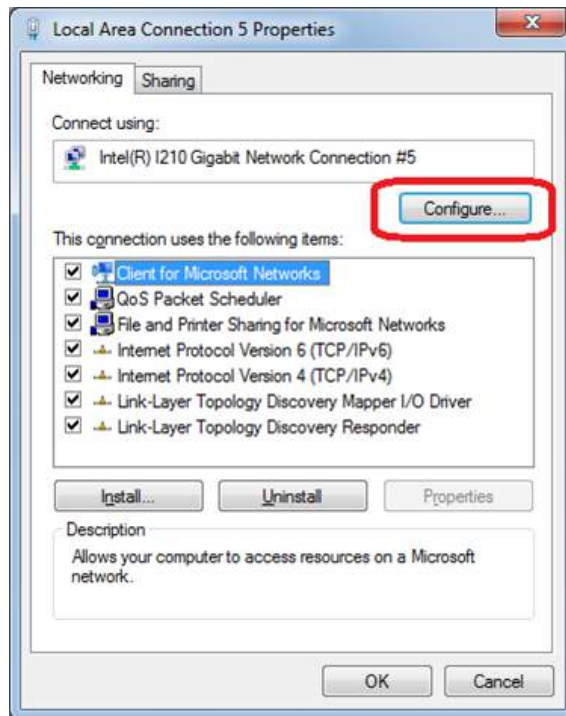 Local Area Connection 5 Properties
Networking
Sharing
Connect using:
Intel(R) I210 Gigabit Network Connection #5
Configure...
This connection uses the following items:
Client for Microsoft Networks
QoS Packet Scheduler
File and Printer Sharing for Microsoft Networks
Internet Protocol Version 6 (TCP/IPv6)
Internet Protocol Version 4 (TCP/IPv4)
Link-Layer Topology Discovery Mapper I/O Driver
Link-Layer Topology Discovery Responder
Install...
Uninstall
Properties
Description
Allows your computer to access resources on a Microsoft
network.
OK
Cancel